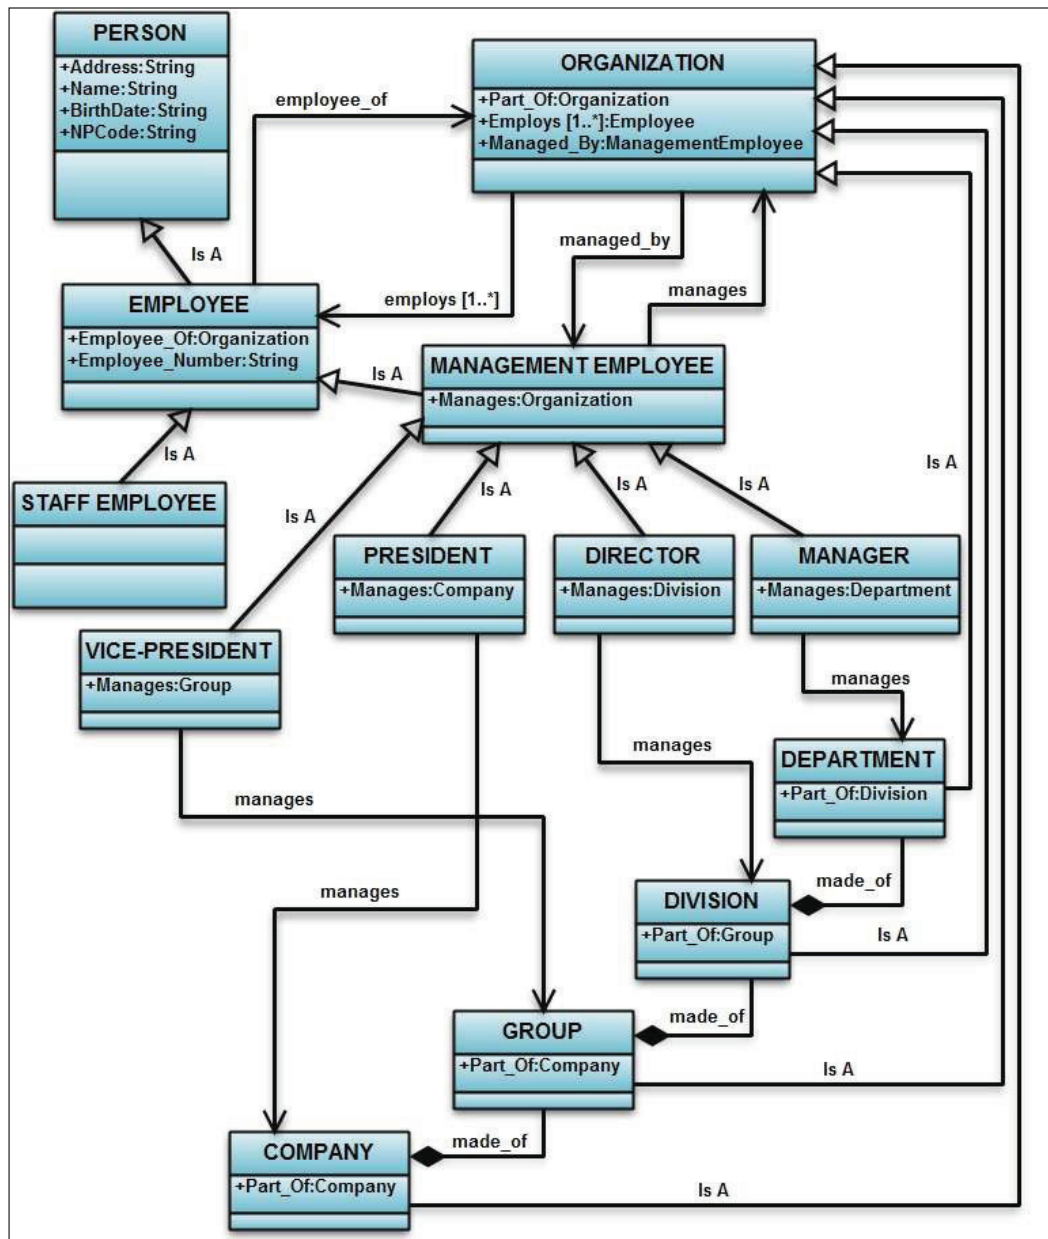 PERSON
+Address:String
+Name:String
+BirthDate:String
+NPCode:String
ORGANIZATION
+Part_Of:Organization
+Employs [1..*]:Employee
+Managed_By:ManagementEmployee
employee_of
Is A
managed_by
manages
employs [1..*]
EMPLOYEE
+Employee_Of:Organization
+Employee_Number:String
Is A
MANAGEMENT EMPLOYEE
+Manages:Organization
Is A
STAFF EMPLOYEE
Is A
Is A
Is A
Is A
Is A
PRESIDENT
+Manages:Company
DIRECTOR
+Manages:Division
MANAGER
+Manages:Department
VICE-PRESIDENT
+Manages:Group
manages
manages
manages
manages
DEPARTMENT
+Part_Of:Division
made_of
DIVISION
+Part_Of:Group
Is A
made_of
GROUP
+Part_Of:Company
Is A
made_of
COMPANY
+Part_Of:Company
Is A